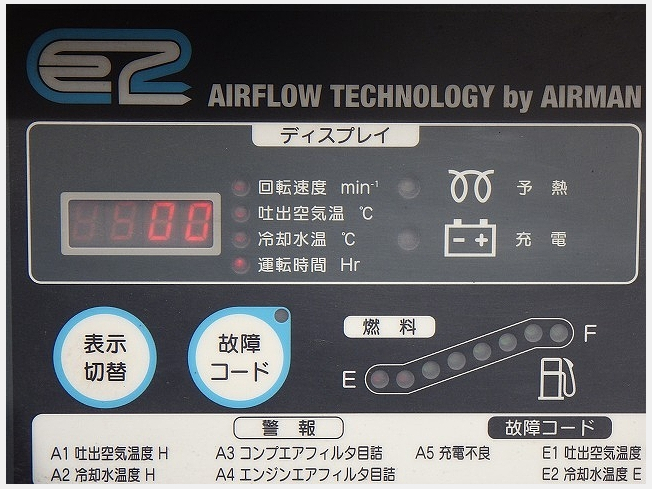 E2
AIRFLOW TECHNOLOGY by AIRMAN
ディスプレイ
回転速度 min⁻¹
吐出空気温 ℃
冷却水温 ℃
運転時間 Hr
00
予熱
- +
充電
表示
切替
故障
コード
燃料
E
F
警報
故障コード
A1 吐出空気温度 H
A3 コンプエアフィルタ目詰
A5 充電不良
E1 吐出空気温度
A2 冷却水温度 H
A4 エンジンエアフィルタ目詰
E2 冷却水温度 E